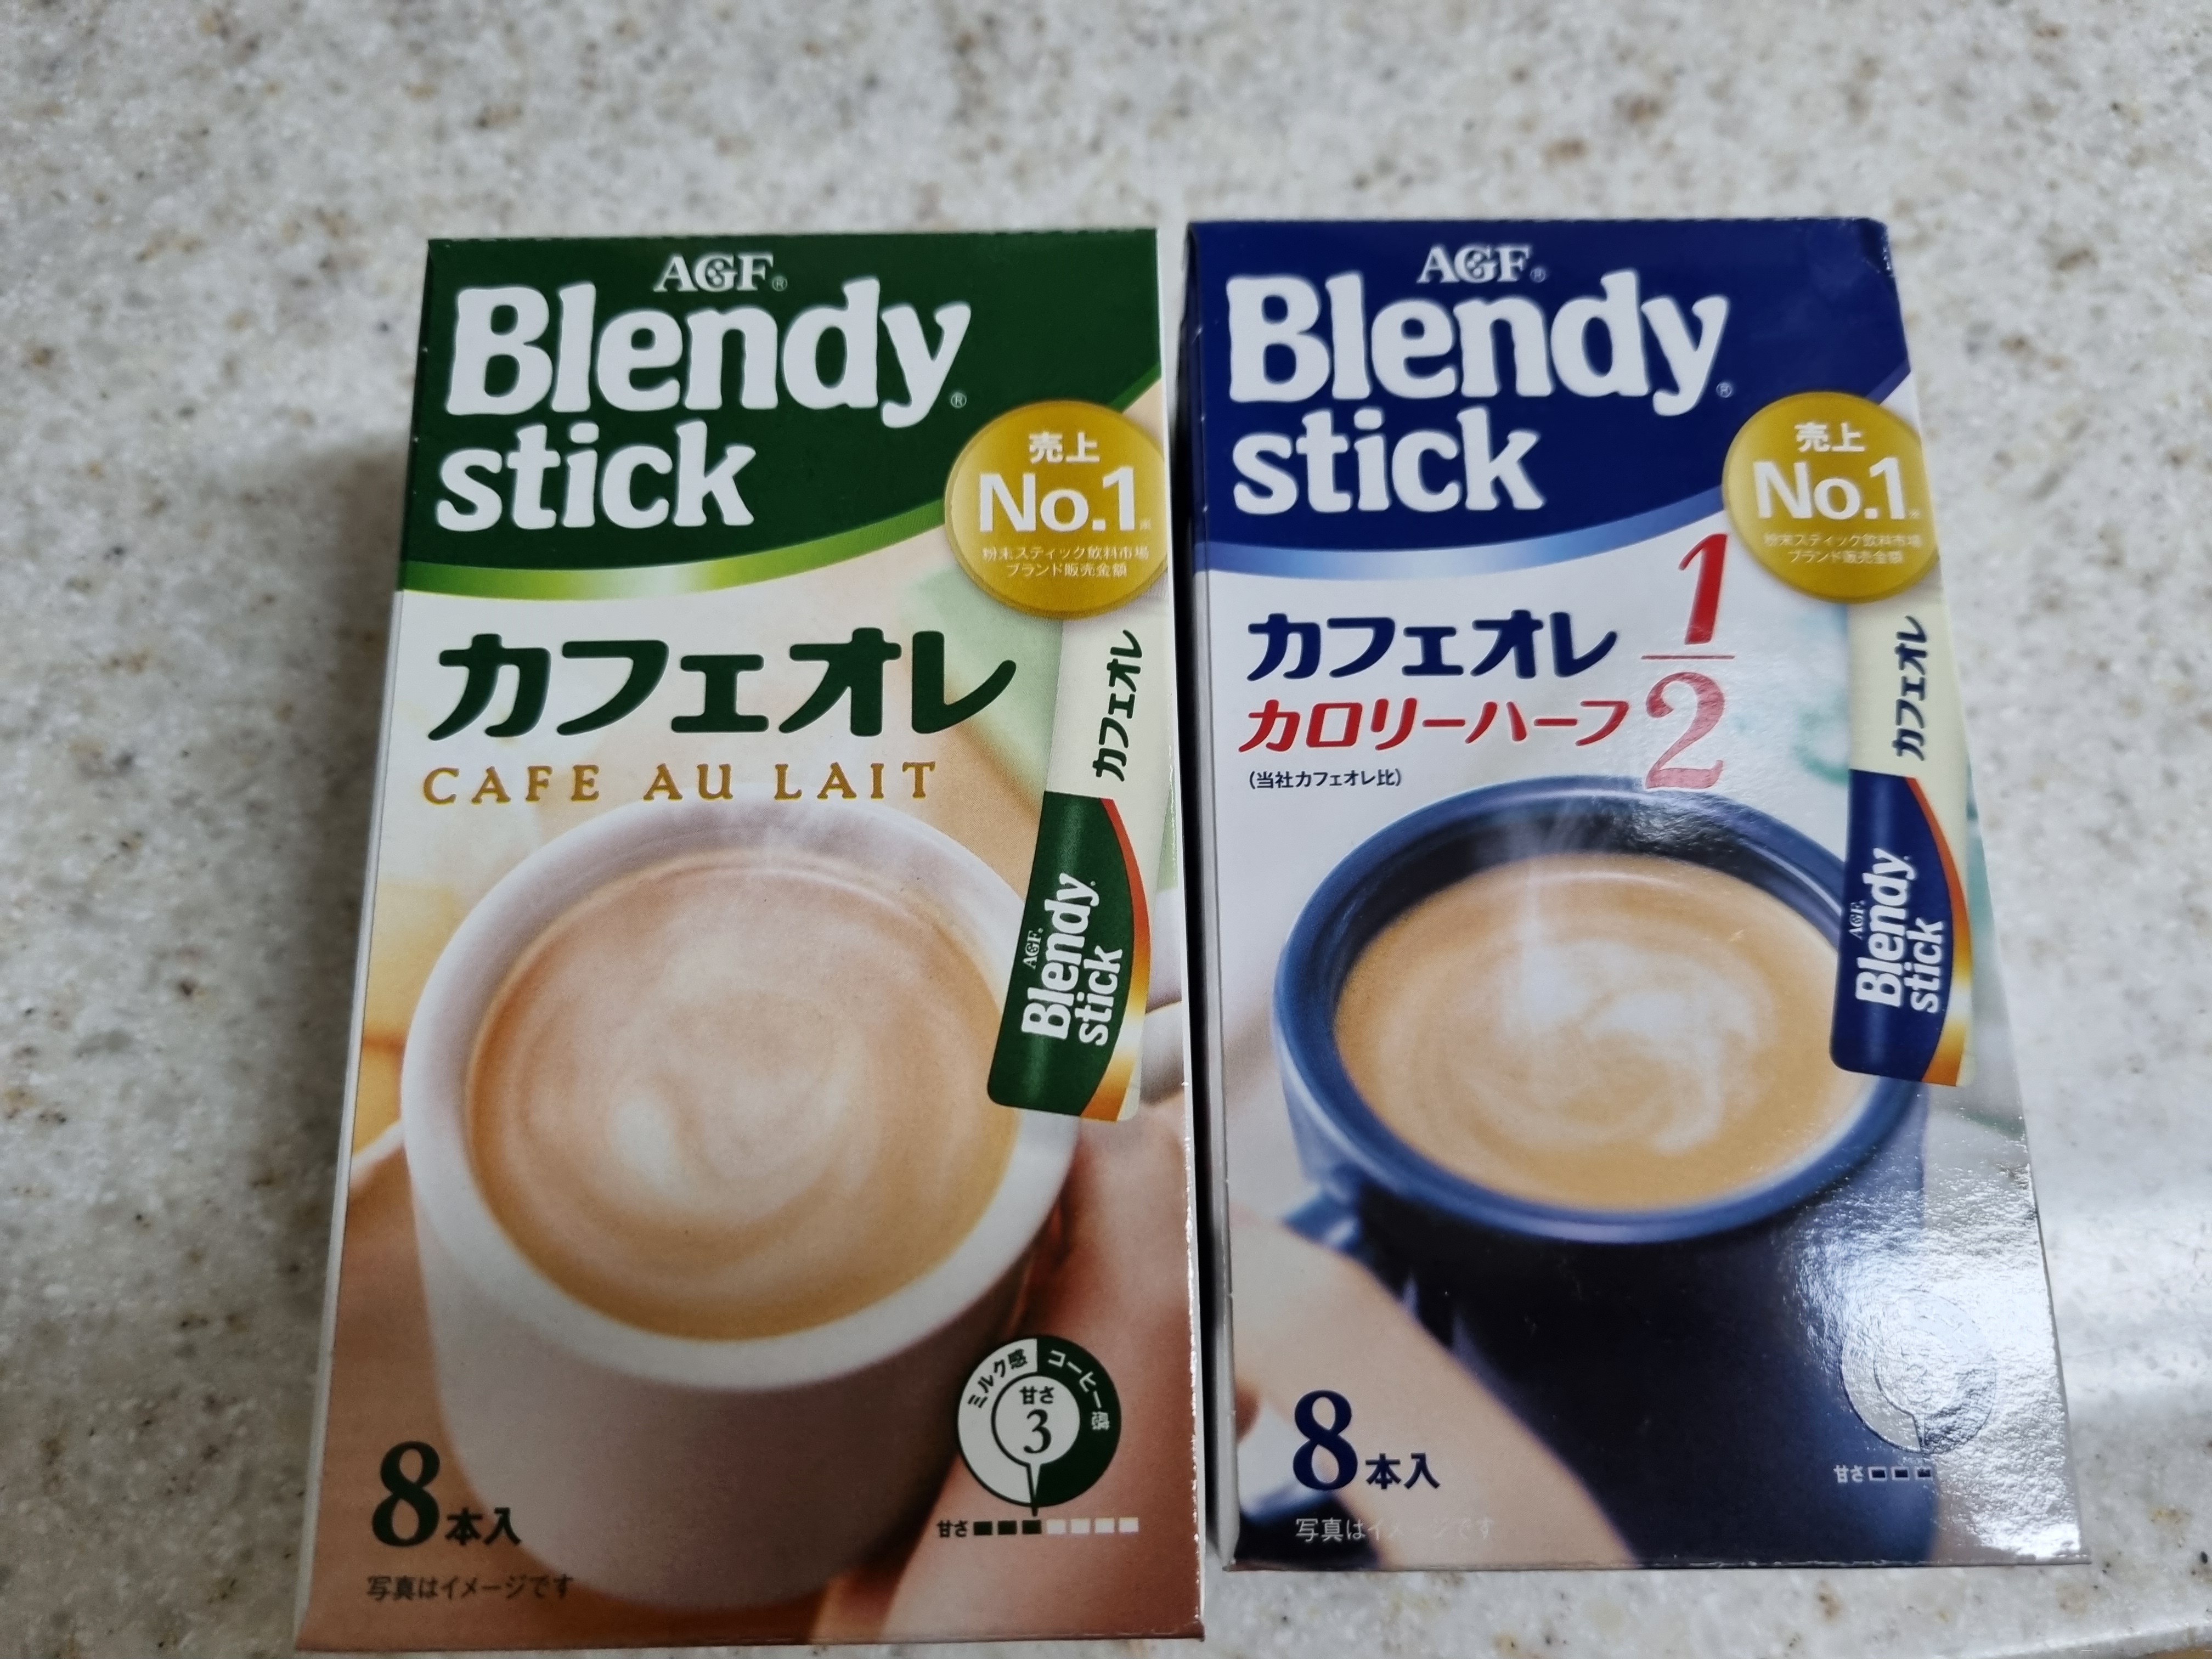 AGF®
Blendy®
stick
売上
No.1※
粉末スティック飲料市場
ブランド販売金額
カフェオレ
CAFE AU LAIT
カフェオレ
AGF.
Blendy
stick
ミルク感 コーヒー感
甘さ
3
甘さ
8本入
写真はイメージです
AGF®
Blendy®
stick
売上
No.1※
粉末スティック飲料市場
ブランド販売金額
カフェオレ
カロリーハーフ
1/2
(当社カフェオレ比)
カフェオレ
AGF.
Blendy
stick
甘さ
8本入
写真はイメージです